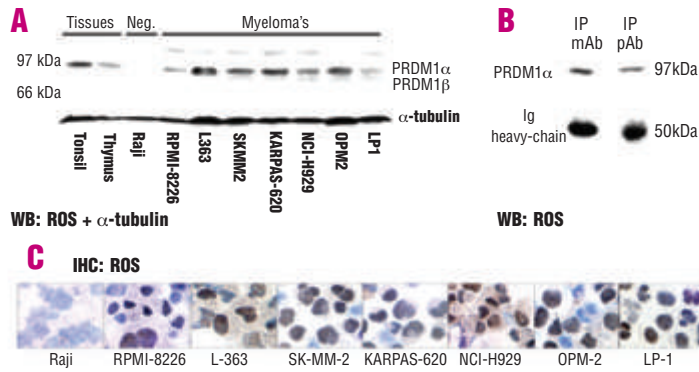 A
Tissues Neg. Myeloma's
97 kDa
66 kDa
PRDM1α
PRDM1β
α-tubulin
Tonsil
Thymus
Raji
RPMI-8226
L363
SKMM2
KARPAS-620
NCI-H929
OPM2
LP1
WB: ROS + α-tubulin
B
IP mAb
IP pAb
PRDM1α 97kDa
Ig
heavy-chain 50kDa
WB: ROS
C IHC: ROS
Raji RPMI-8226 L-363 SK-MM-2 KARPAS-620 NCI-H929 OPM-2 LP-1